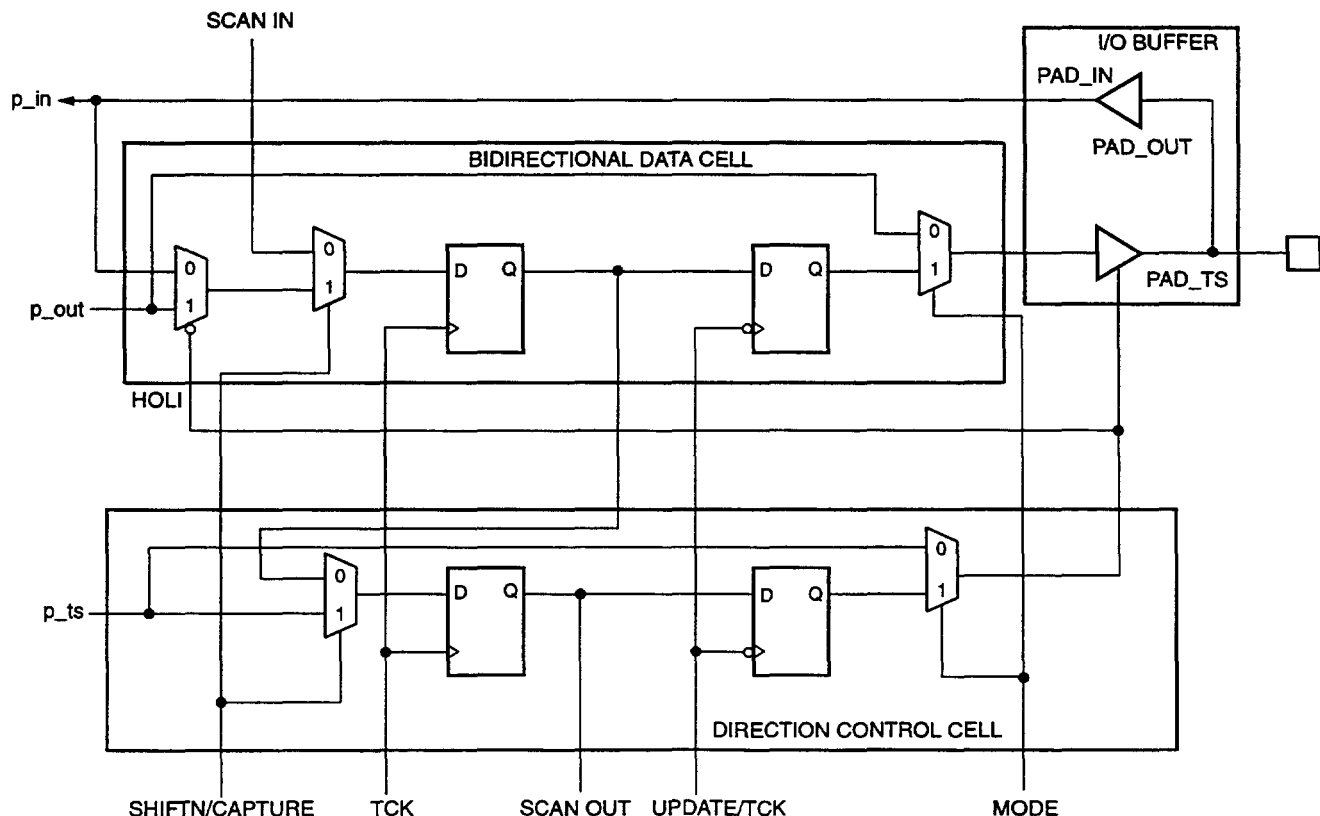 SCAN IN
I/O BUFFER
p_in
PAD_IN
PAD_OUT
BIDIRECTIONAL DATA CELL
0
0
0
1
1
1
D Q
D Q
p_out
PAD_TS
HOLI
0
0
1
1
D Q
D Q
p_ts
DIRECTION CONTROL CELL
SHIFTN/CAPTURE
TCK
SCAN OUT
UPDATE/TCK
MODE